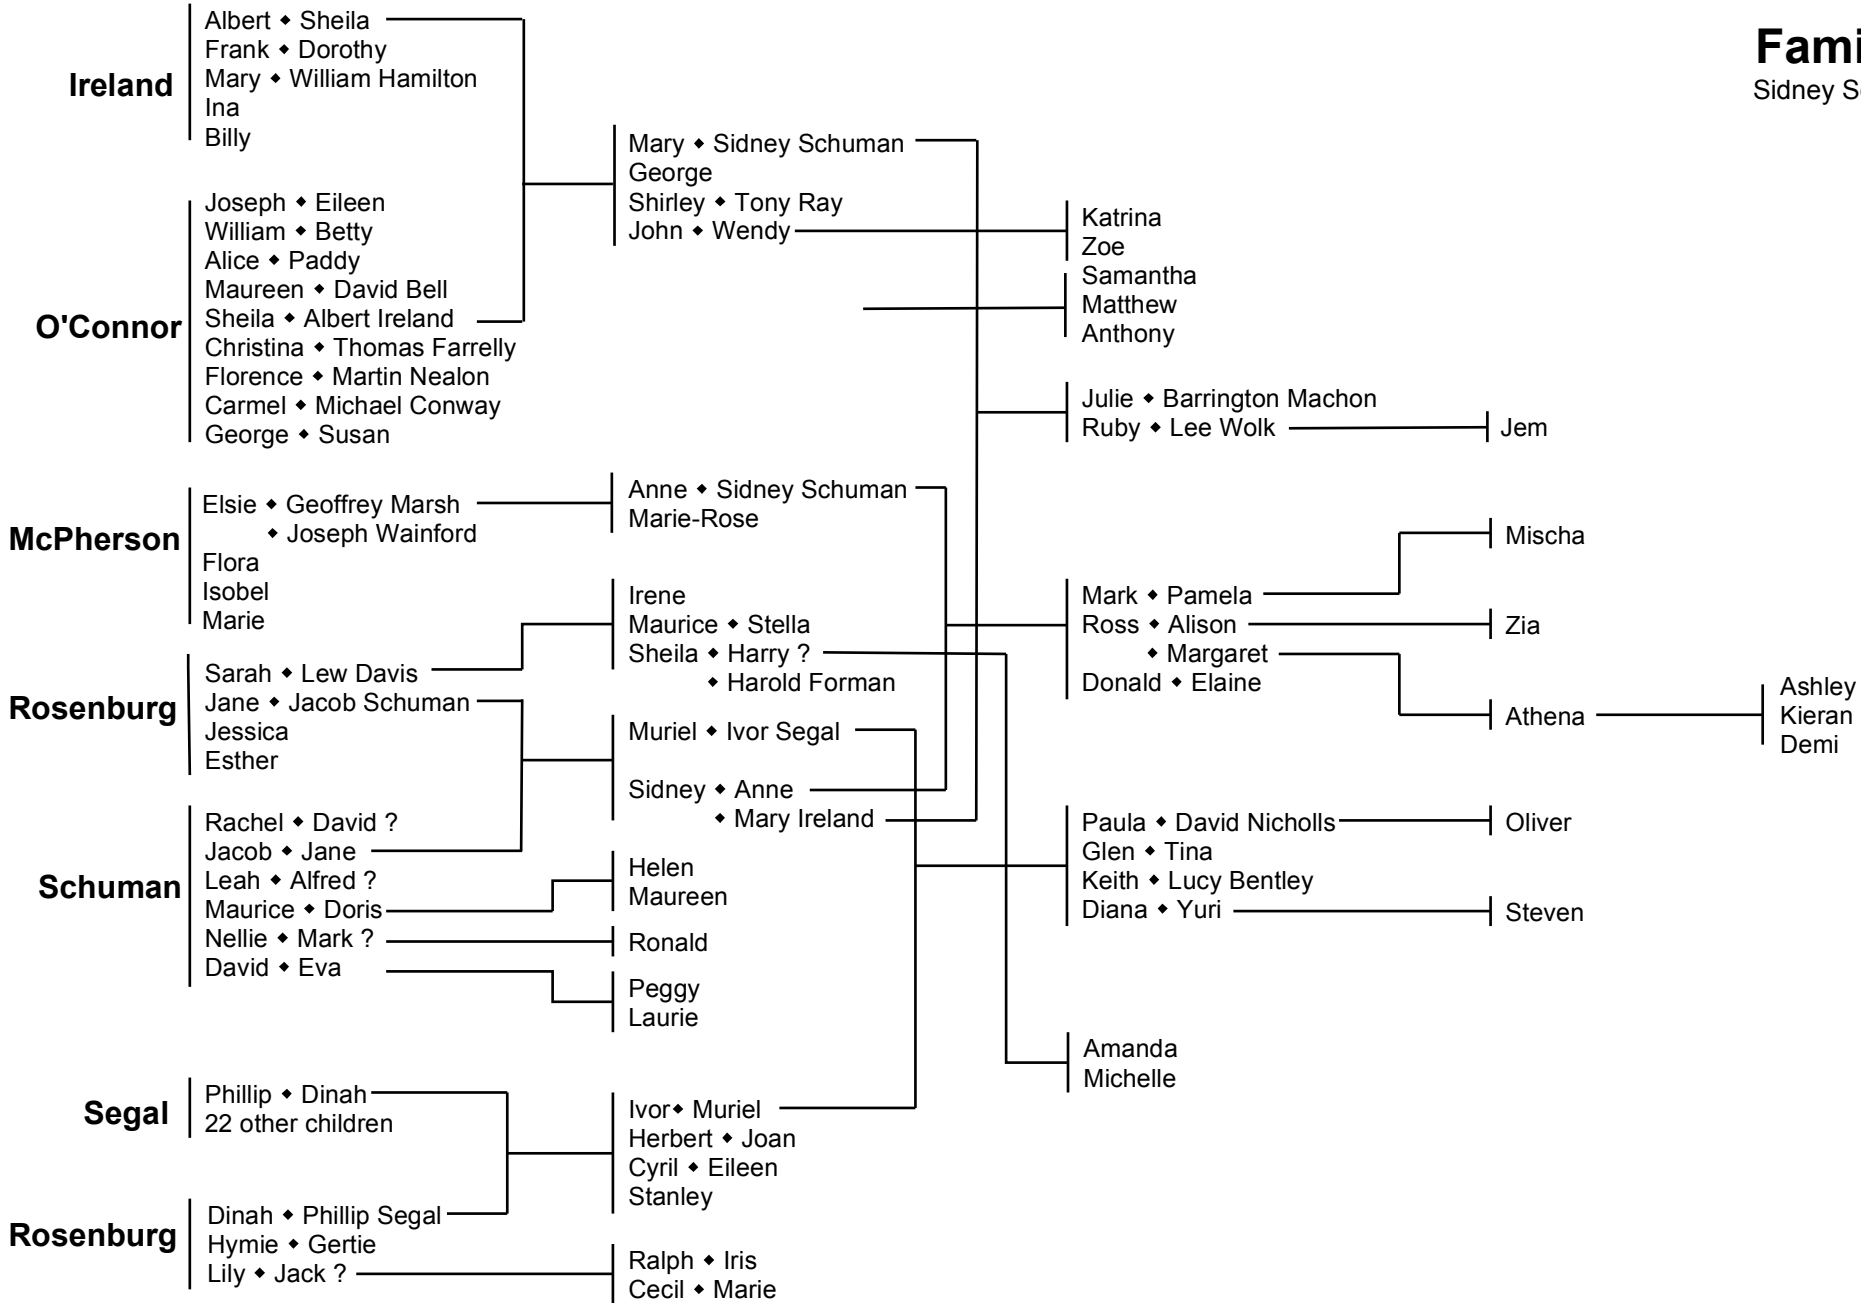 Fami
Sidney S
Ireland
Albert ♦ Sheila
Frank ♦ Dorothy
Mary ♦ William Hamilton
Ina
Billy
O'Connor
Joseph ♦ Eileen
William ♦ Betty
Alice ♦ Paddy
Maureen ♦ David Bell
Sheila ♦ Albert Ireland
Christina ♦ Thomas Farrelly
Florence ♦ Martin Nealon
Carmel ♦ Michael Conway
George ♦ Susan
McPherson
Elsie ♦ Geoffrey Marsh
♦ Joseph Wainford
Flora
Isobel
Marie
Rosenburg
Sarah ♦ Lew Davis
Jane ♦ Jacob Schuman
Jessica
Esther
Schuman
Rachel ♦ David ?
Jacob ♦ Jane
Leah ♦ Alfred ?
Maurice ♦ Doris
Nellie ♦ Mark ?
David ♦ Eva
Segal
Phillip ♦ Dinah
22 other children
Rosenburg
Dinah ♦ Phillip Segal
Hymie ♦ Gertie
Lily ♦ Jack ?
Mary ♦ Sidney Schuman
George
Shirley ♦ Tony Ray
John ♦ Wendy
Anne ♦ Sidney Schuman
Marie-Rose
Irene
Maurice ♦ Stella
Sheila ♦ Harry ?
♦ Harold Forman
Muriel ♦ Ivor Segal
Sidney ♦ Anne
♦ Mary Ireland
Helen
Maureen
Ronald
Peggy
Laurie
Ivor♦ Muriel
Herbert ♦ Joan
Cyril ♦ Eileen
Stanley
Ralph ♦ Iris
Cecil ♦ Marie
Katrina
Zoe
Samantha
Matthew
Anthony
Julie ♦ Barrington Machon
Ruby ♦ Lee Wolk
Mark ♦ Pamela
Ross ♦ Alison
♦ Margaret
Donald ♦ Elaine
Paula ♦ David Nicholls
Glen ♦ Tina
Keith ♦ Lucy Bentley
Diana ♦ Yuri
Amanda
Michelle
Jem
Mischa
Zia
Athena
Oliver
Steven
Ashley
Kieran
Demi